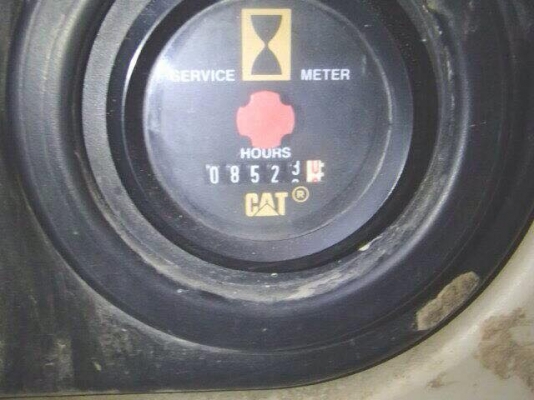 SERVICE METER
HOURS
08523
CAT ®